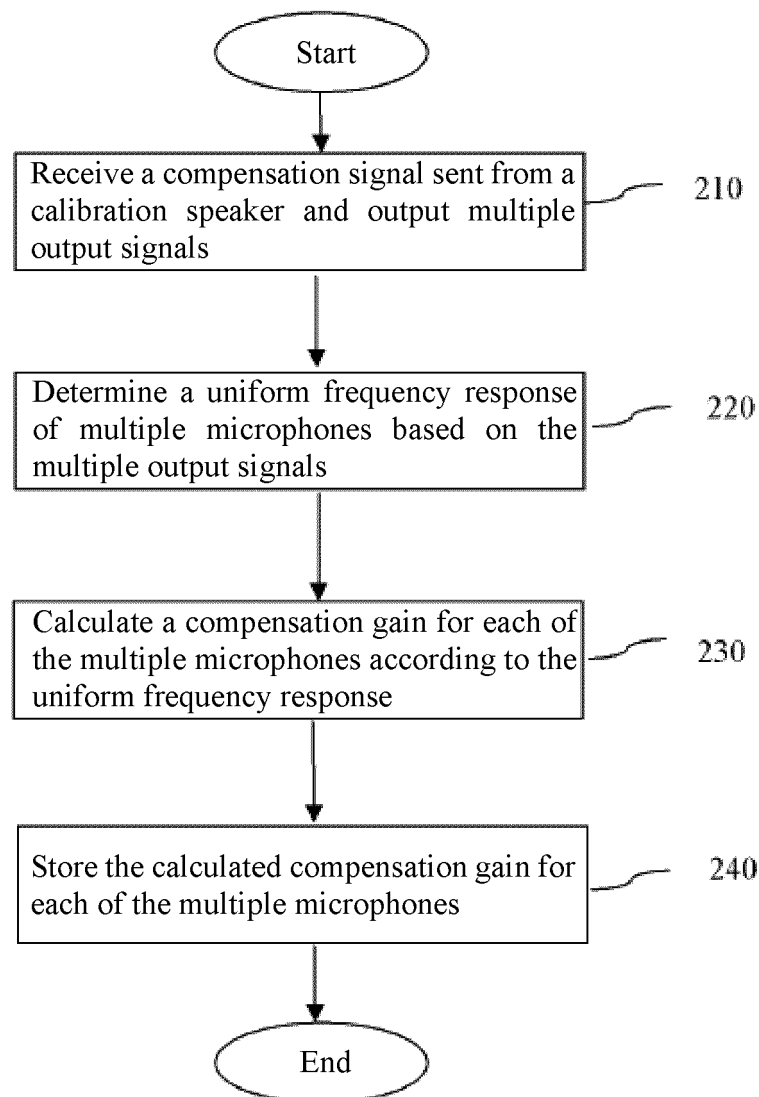 Start
Receive a compensation signal sent from a
calibration speaker and output multiple
output signals
210
Determine a uniform frequency response
of multiple microphones based on the
multiple output signals
220
Calculate a compensation gain for each of
the multiple microphones according to the
uniform frequency response
230
Store the calculated compensation gain for
each of the multiple microphones
240
End